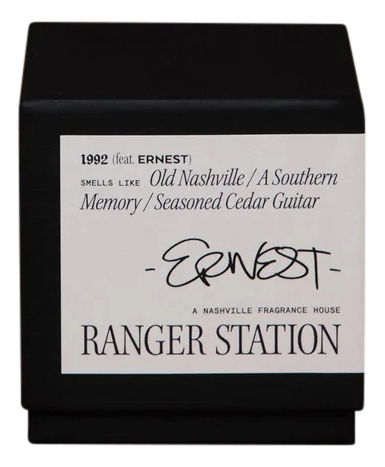 1992 (feat. ERNEST)
SMELLS LIKE Old Nashville / A Southern
Memory / Seasoned Cedar Guitar
-ERNEST-
A NASHVILLE FRAGRANCE HOUSE
RANGER STATION